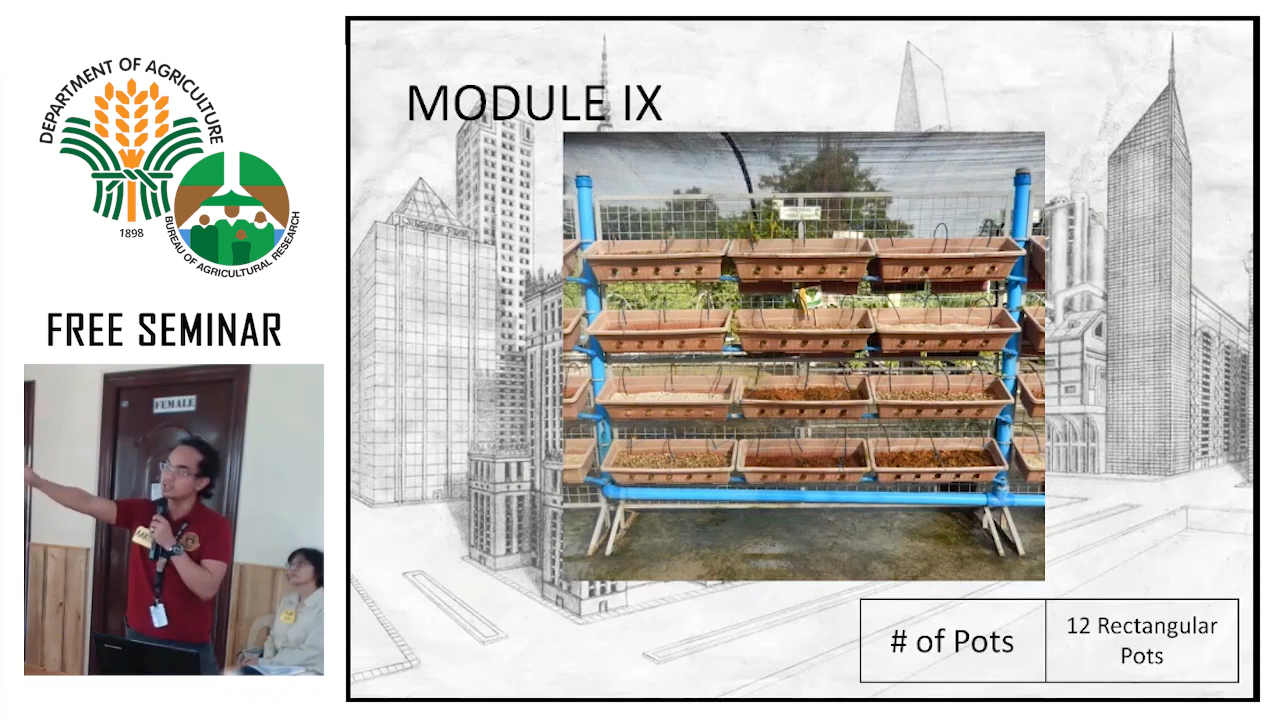 DEPARTMENT OF AGRICULTURE
1898
BUREAU OF AGRICULTURAL RESEARCH
FREE SEMINAR
FEMALE
MODULE IX
# of Pots
12 Rectangular
Pots